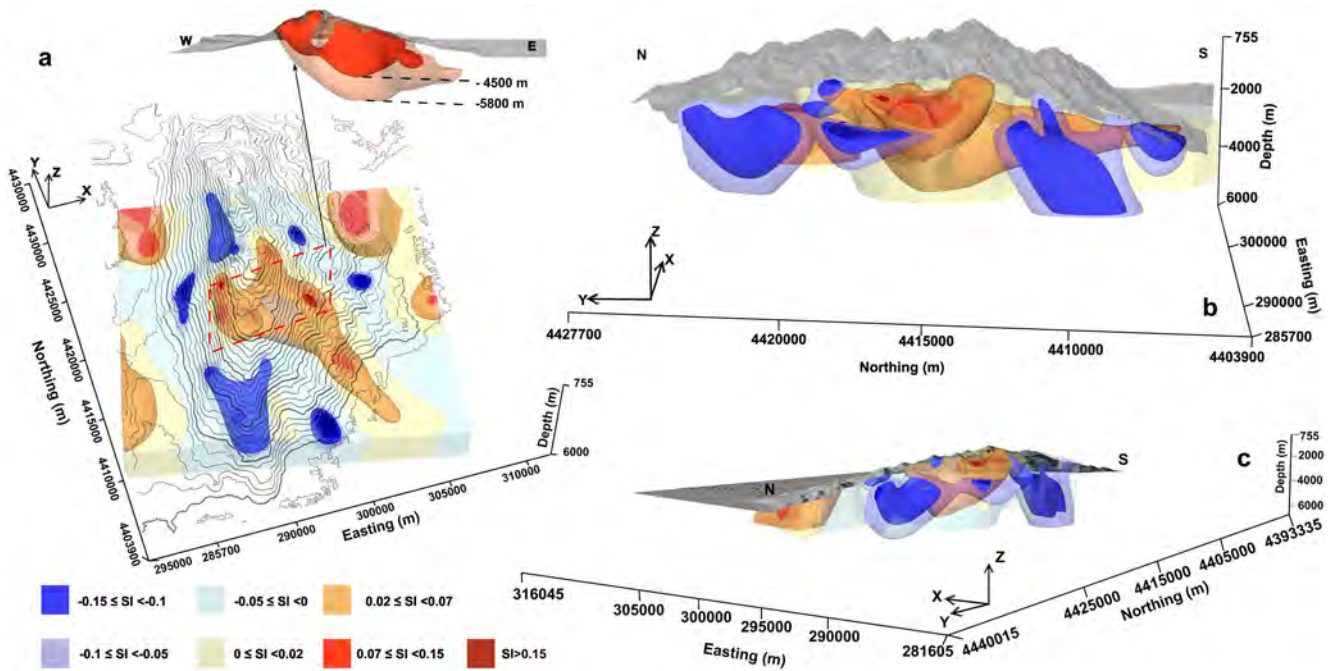 a
W
E
-4500 m
-5800 m
Y
Z
X
4430000
4430000
4425000
4420000
4415000
4410000
4403900
Northing (m)
295000
285700
290000
300000
305000
310000
Easting (m)
755
Depth (m)
6000
N
S
755
2000
4000
6000
Depth (m)
300000
290000
285700
Easting (m)
Z
X
Y
b
4427700
4420000
4415000
4410000
4403900
Northing (m)
c
N
S
755
2000
4000
6000
Depth (m)
Z
X
Y
316045
305000
300000
295000
290000
281605
Easting (m)
4440015
4425000
4415000
4405000
4393335
Northing (m)
-0.15 ≤ SI <-0.1
-0.05 ≤ SI <0
0.02 ≤ SI <0.07
-0.1 ≤ SI <-0.05
0 ≤ SI <0.02
0.07 ≤ SI <0.15
SI>0.15